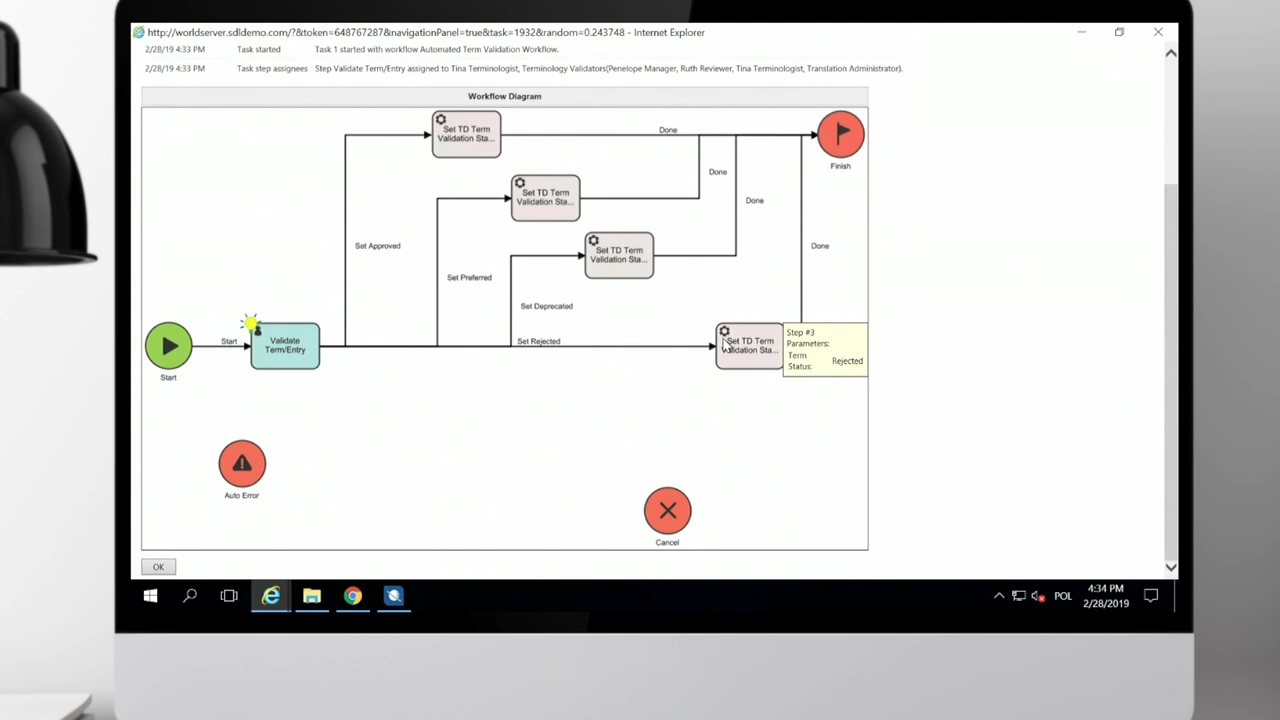 http://worldserver.sdldemo.com/?&token=648767287&navigationPanel=true&task=1932&random=0.243748 - Internet Explorer
2/28/19 4:33 PM Task started Task 1 started with workflow Automated Term Validation Workflow.
2/28/19 4:33 PM Task step assignees Step Validate Term/Entry assigned to Tina Terminologist, Terminology Validators(Penelope Manager, Ruth Reviewer, Tina Terminologist, Translation Administrator).
Workflow Diagram
Set TD Term
Validation Sta...
Done
Finish
Set TD Term
Validation Sta...
Done
Done
Set Approved
Set TD Term
Validation Sta...
Done
Set Preferred
Set Deprecated
Start
Validate
Term/Entry
Set Rejected
Set TD Term
Validation Sta...
Step #3
Parameters:
Term
Status: Rejected
Start
Auto Error
Cancel
OK
POL
4:34 PM
2/28/2019